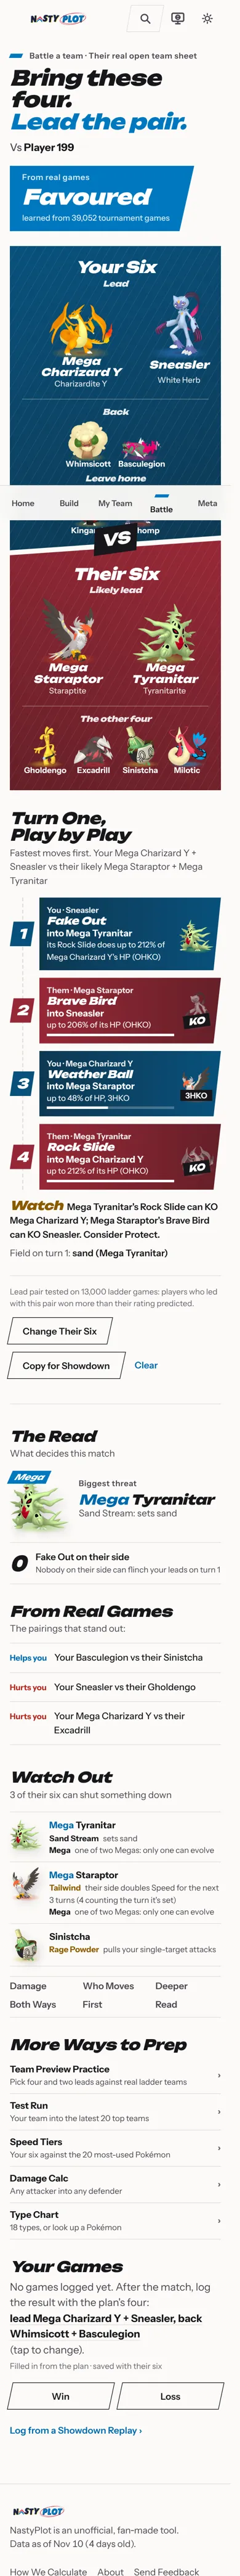 NASTY PLOT
Battle a team · Their real open team sheet
Bring these
four.
Lead the pair.
Vs Player 199
From real games
Favoured
learned from 39,052 tournament games
Your Six
Lead
Mega
Charizard Y
Charizardite Y
Sneasler
White Herb
Back
Whimsicott
Basculegion
Leave home
Home
Build
My Team
Battle
Meta
VS
Their Six
Likely lead
Mega
Staraptor
Staraptite
Mega
Tyranitar
Tyranitarite
The other four
Gholdengo
Excadrill
Sinistcha
Milotic
Turn One,
Play by Play
Fastest moves first. Your Mega Charizard Y +
Sneasler vs their likely Mega Staraptor + Mega
Tyranitar
1
You · Sneasler
Fake Out
into Mega Tyranitar
its Rock Slide does up to 212% of
Mega Charizard Y's HP (OHKO)
2
Them · Mega Staraptor
Brave Bird
into Sneasler
up to 206% of its HP (OHKO)
KO
3
You · Mega Charizard Y
Weather Ball
into Mega Staraptor
up to 48% of HP, 3HKO
3HKO
4
Them · Mega Tyranitar
Rock Slide
into Mega Charizard Y
up to 212% of its HP (OHKO)
KO
Watch Mega Tyranitar's Rock Slide can KO
Mega Charizard Y; Mega Staraptor's Brave Bird
can KO Sneasler. Consider Protect.
Field on turn 1: sand (Mega Tyranitar)
Lead pair tested on 13,000 ladder games: players who led
with this pair won more than their rating predicted.
Change Their Six
Copy for Showdown
Clear
The Read
What decides this match
Mega
Biggest threat
Mega Tyranitar
Sand Stream: sets sand
0
Fake Out on their side
Nobody on their side can flinch your leads on turn 1
From Real Games
The pairings that stand out:
Helps you Your Basculegion vs their Sinistcha
Hurts you Your Sneasler vs their Gholdengo
Hurts you Your Mega Charizard Y vs their
Excadrill
Watch Out
3 of their six can shut something down
Mega Tyranitar
Sand Stream sets sand
Mega one of two Megas: only one can evolve
Mega Staraptor
Tailwind their side doubles Speed for the next
3 turns (4 counting the turn it's set)
Mega one of two Megas: only one can evolve
Sinistcha
Rage Powder pulls your single-target attacks
Damage
Both Ways
Who Moves
First
Deeper
Read
More Ways to Prep
Team Preview Practice
Pick four and two leads against real ladder teams
›
Test Run
Your team into the latest 20 top teams
›
Speed Tiers
Your six against the 20 most-used Pokémon
›
Damage Calc
Any attacker into any defender
›
Type Chart
18 types, or look up a Pokémon
›
Your Games
No games logged yet. After the match, log
the result with the plan's four:
lead Mega Charizard Y + Sneasler, back
Whimsicott + Basculegion
(tap to change).
Filled in from the plan · saved with their six
Win
Loss
Log from a Showdown Replay ›
NASTY PLOT
NastyPlot is an unofficial, fan-made tool.
Data as of Nov 10 (4 days old).
How We Calculate
About
Send Feedback